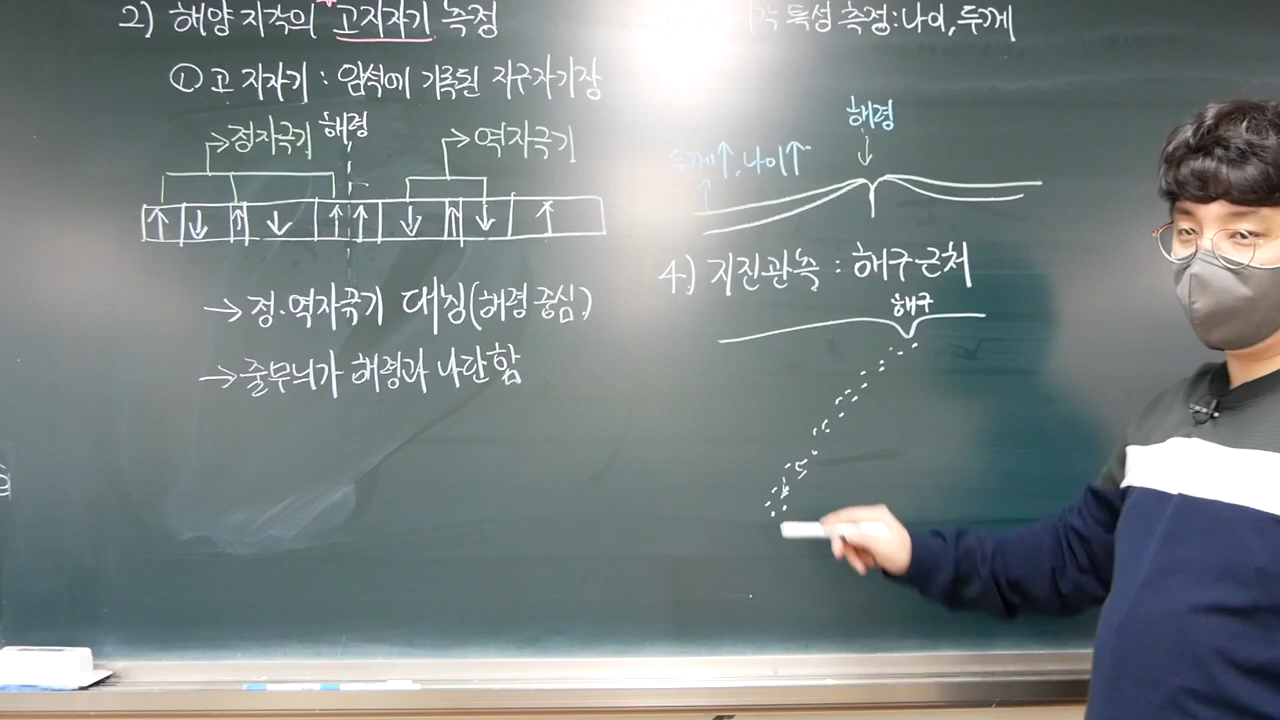 2) 해양 지각의 고지자기 측정
① 고 지자기 : 암석에 기록된 지구자기장
정자극기 해령 역자극기
→ 정·역자극기 대칭(해령 중심)
→ 줄무늬가 해령과 나란함
특성 측정 : 나이, 두께
해령
두께↑, 나이↑
4) 지진관측 : 해구근처
해구